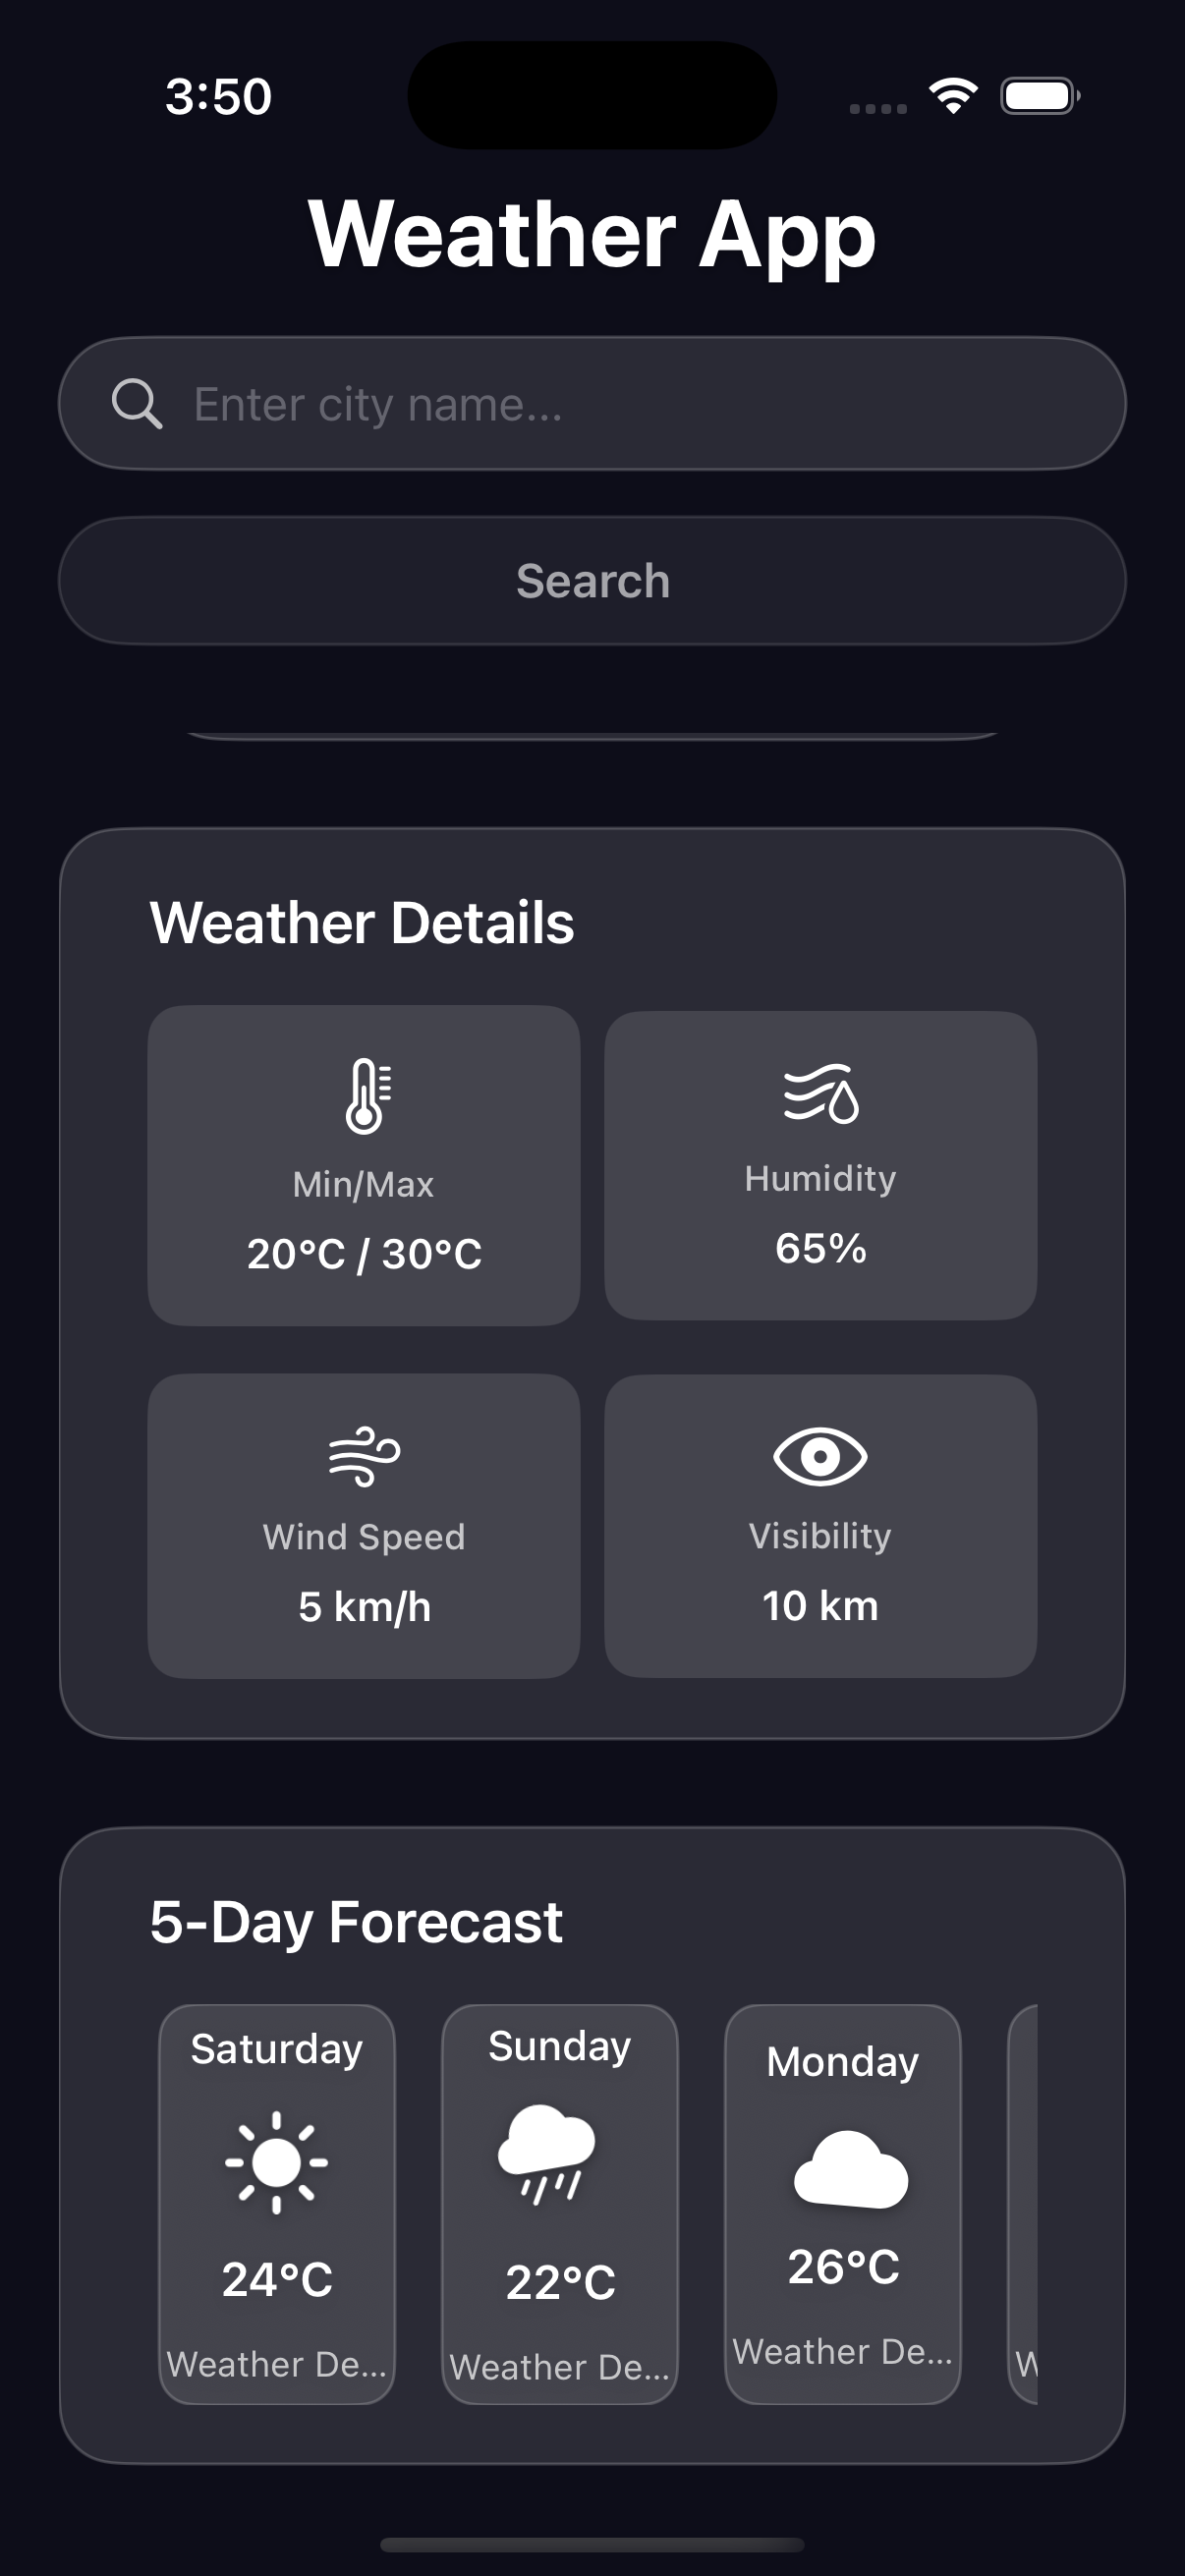 3:50
Weather App
Enter city name...
Search
Weather Details
Min/Max
20°C / 30°C
Humidity
65%
Wind Speed
5 km/h
Visibility
10 km
5-Day Forecast
Saturday
24°C
Weather De...
Sunday
22°C
Weather De...
Monday
26°C
Weather De...
W